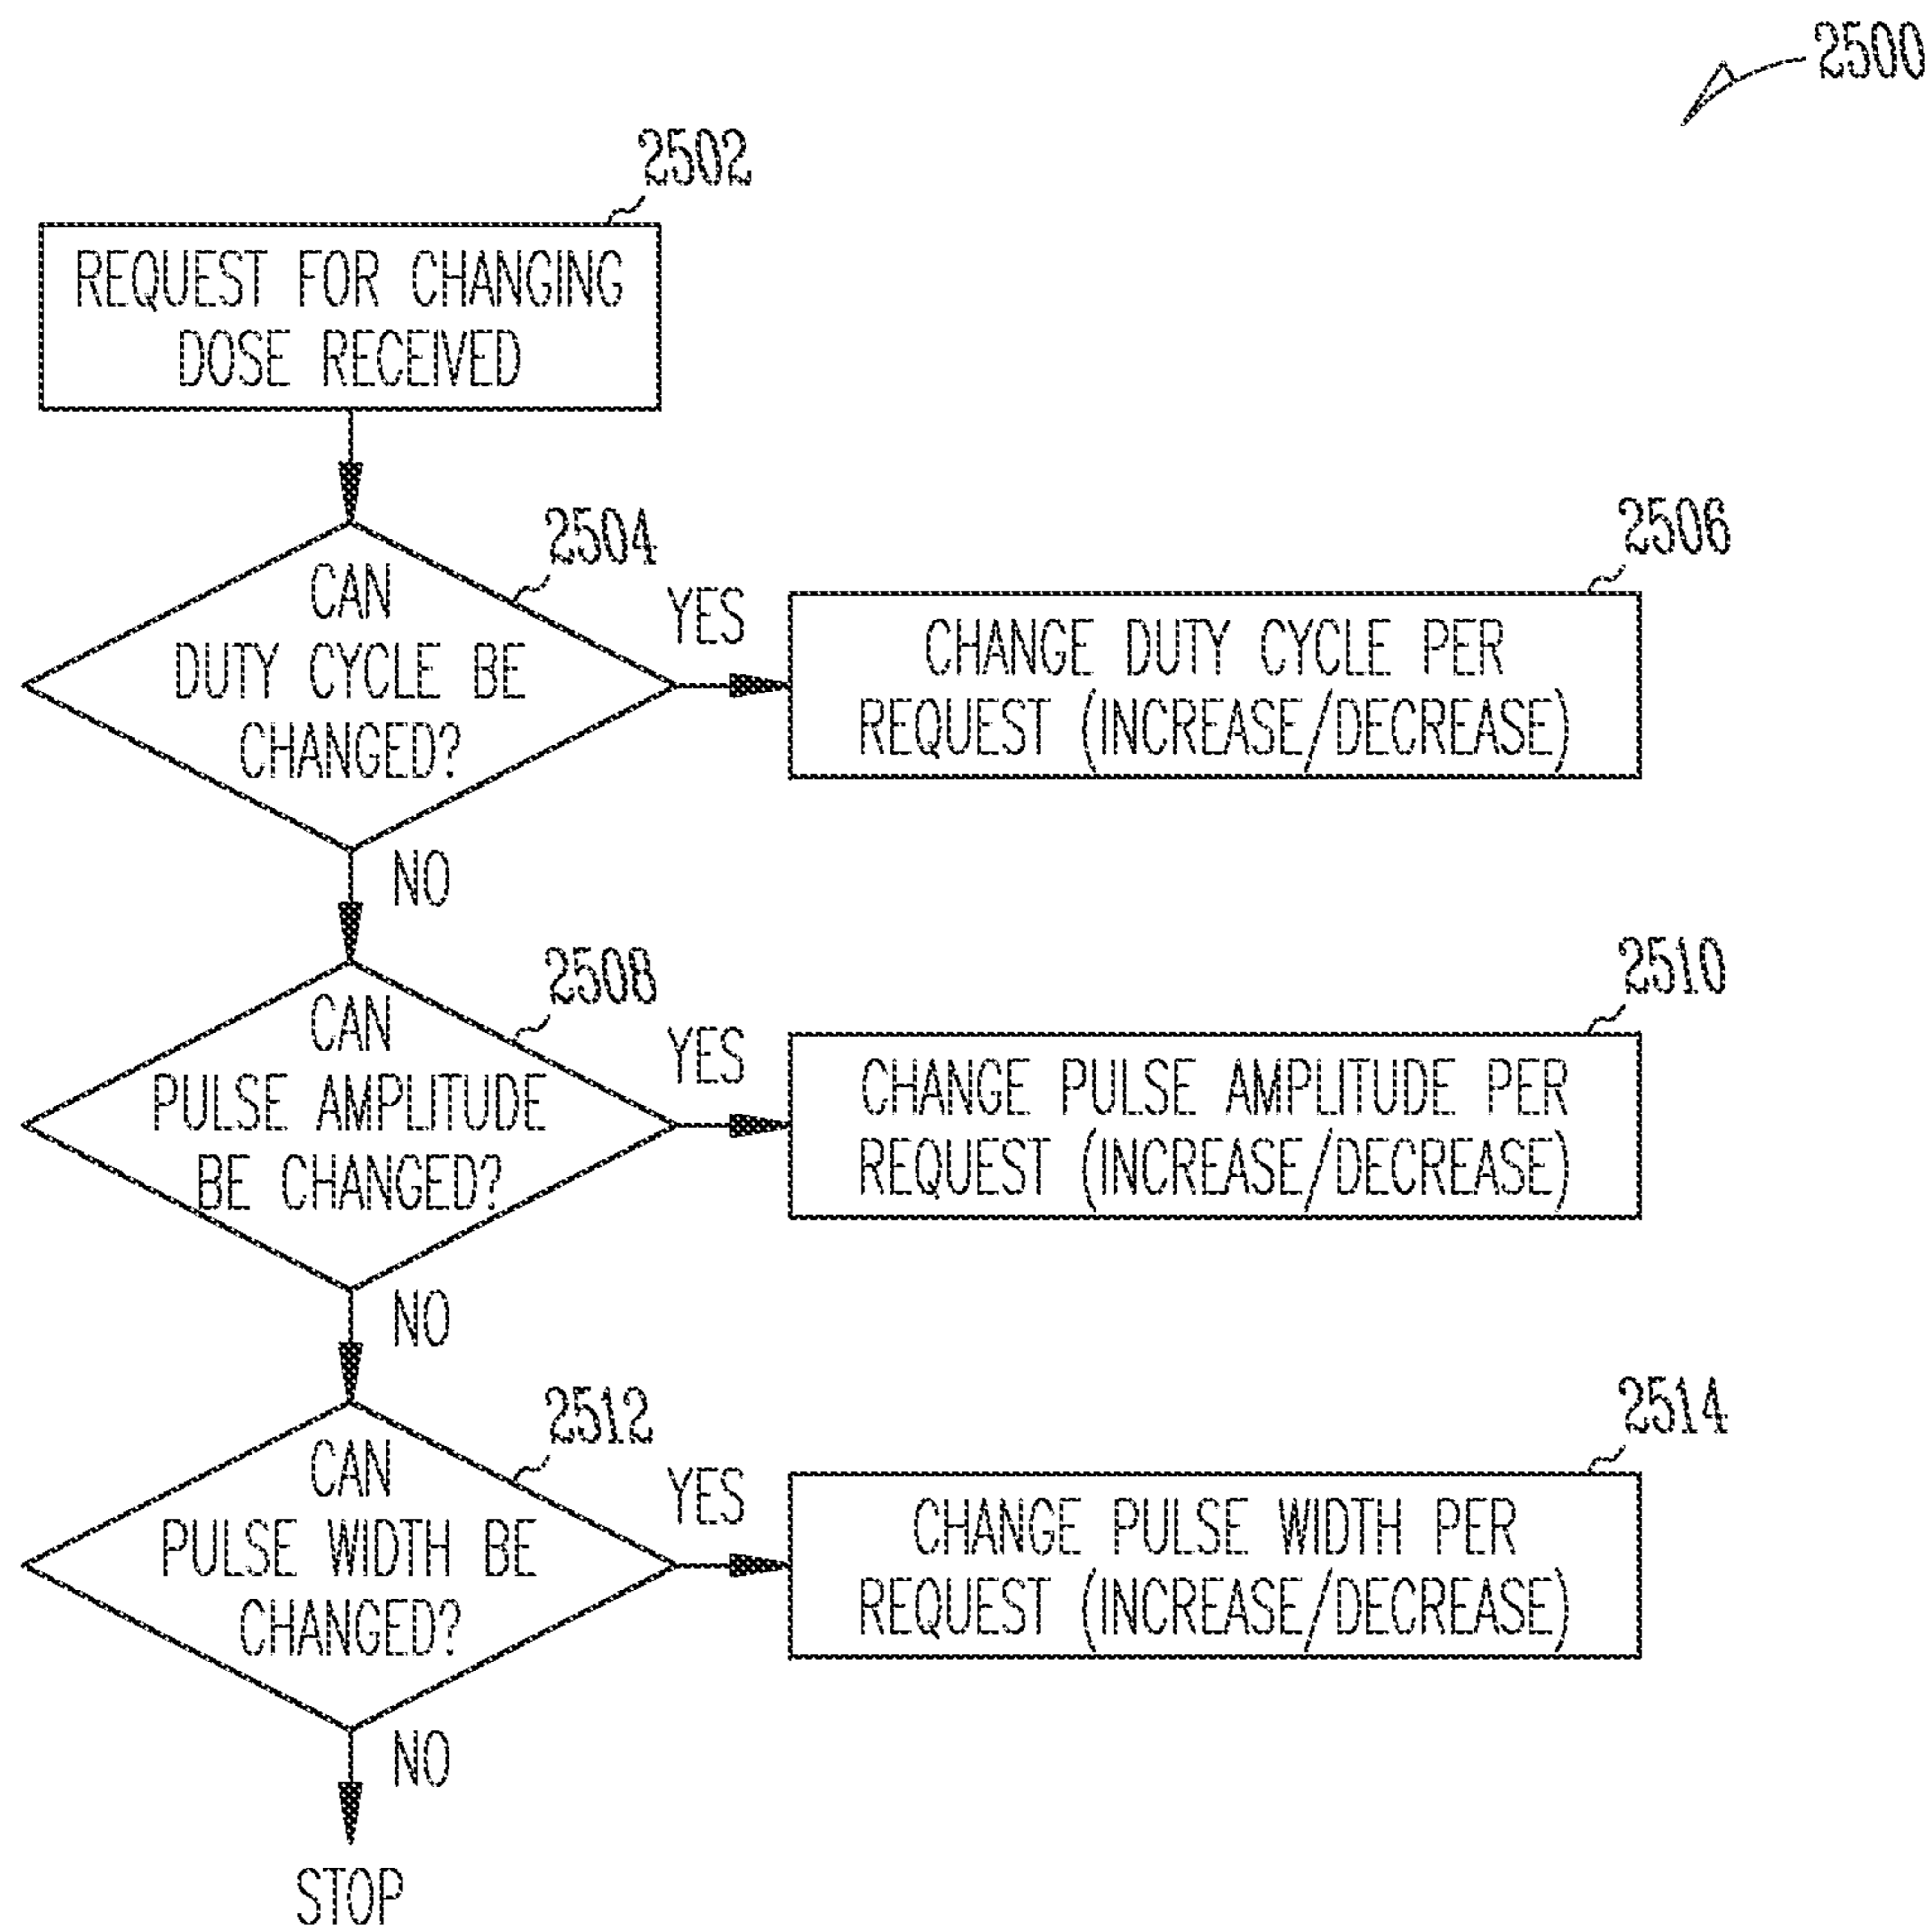 2500
2502
REQUEST FOR CHANGING
DOSE RECEIVED
2504
CAN
DUTY CYCLE BE
CHANGED?
YES
2506
CHANGE DUTY CYCLE PER
REQUEST (INCREASE/DECREASE)
NO
2508
CAN
PULSE AMPLITUDE
BE CHANGED?
YES
2510
CHANGE PULSE AMPLITUDE PER
REQUEST (INCREASE/DECREASE)
NO
2512
CAN
PULSE WIDTH BE
CHANGED?
YES
2514
CHANGE PULSE WIDTH PER
REQUEST (INCREASE/DECREASE)
NO
STOP